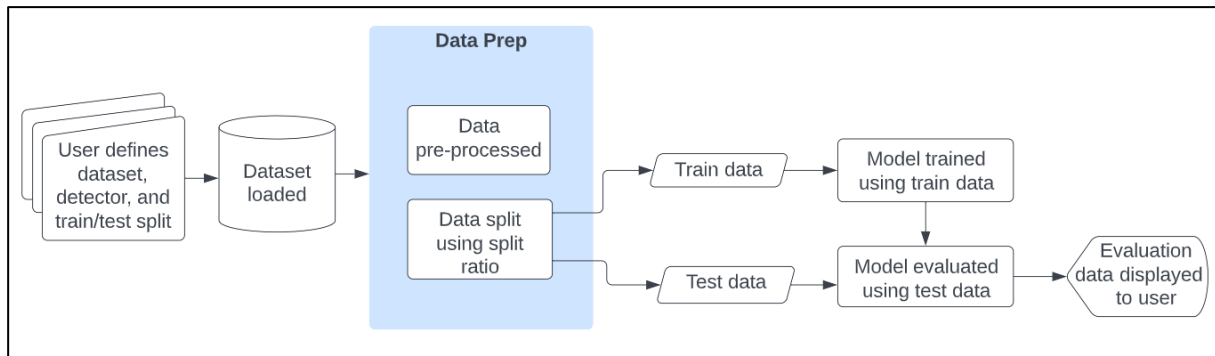 Data Prep
User defines
dataset,
detector, and
train/test split
Dataset
loaded
Data
pre-processed
Data split
using split
ratio
Train data
Test data
Model trained
using train data
Model evaluated
using test data
Evaluation
data displayed
to user